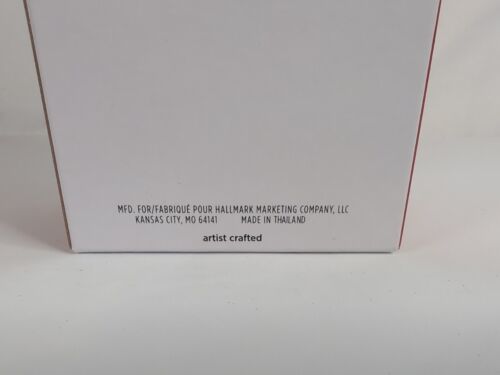 MFD. FOR/FABRIQUÉ POUR HALLMARK MARKETING COMPANY, LLC
KANSAS CITY, MO 64141 MADE IN THAILAND
artist crafted